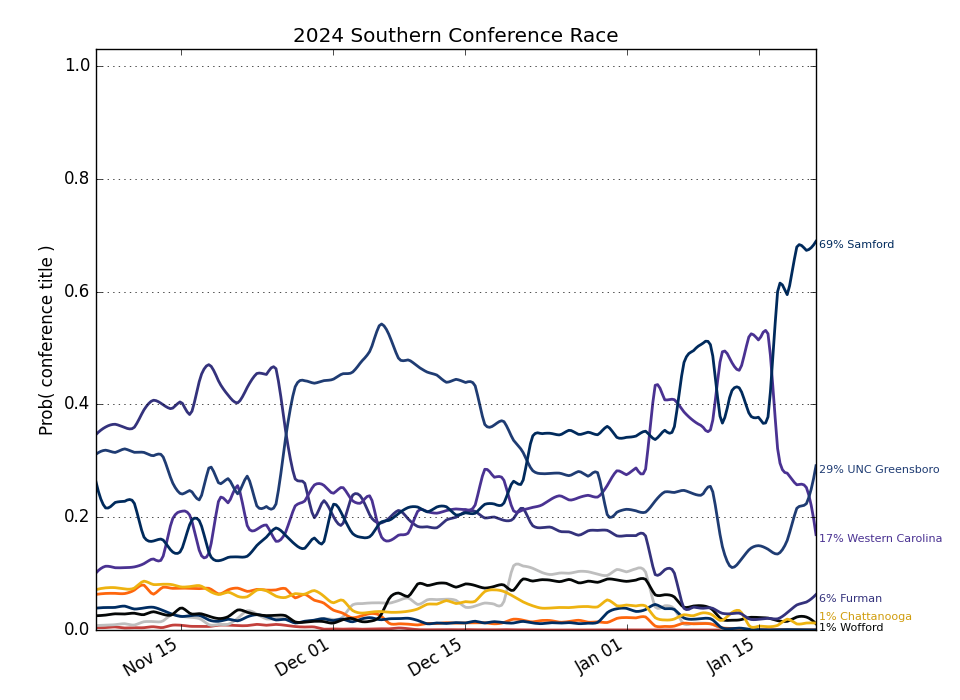 2024 Southern Conference Race
Prob( conference title )
1.0
0.8
0.6
0.4
0.2
0.0
69% Samford
29% UNC Greensboro
17% Western Carolina
6% Furman
1% Chattanooga
1% Wofford
Nov 15
Dec 01
Dec 15
Jan 01
Jan 15